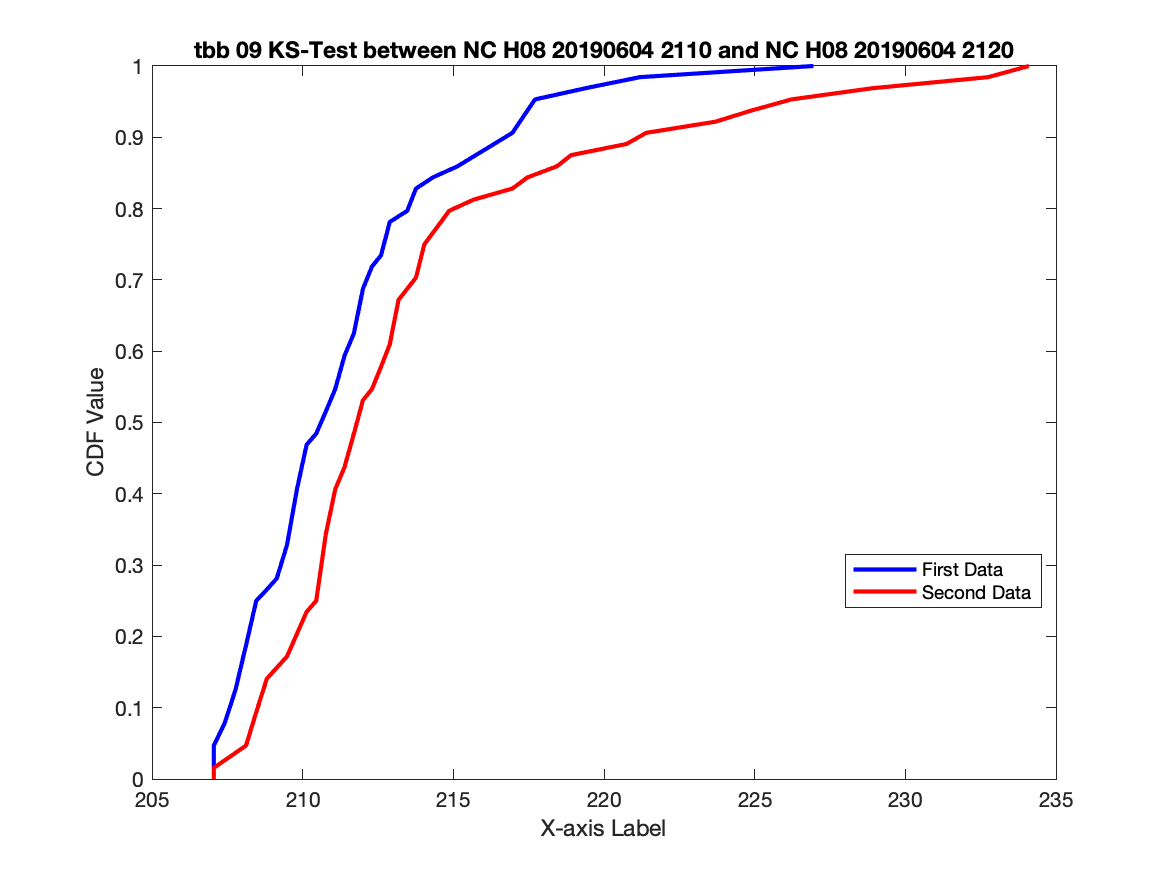 tbb 09 KS-Test between NC H08 20190604 2110 and NC H08 20190604 2120
1
0.9
0.8
0.7
0.6
0.5
0.4
0.3
0.2
0.1
0
CDF Value
First Data
Second Data
205 210 215 220 225 230 235
X-axis Label